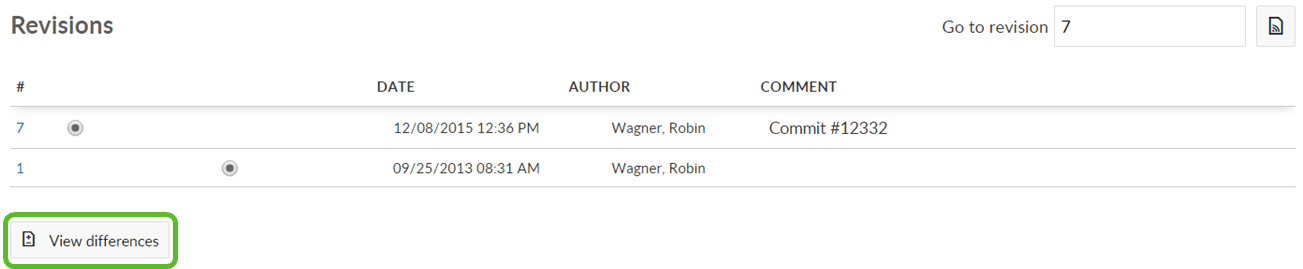 Revisions
Go to revision 7
# DATE AUTHOR COMMENT
7 12/08/2015 12:36 PM Wagner, Robin Commit #12332
1 09/25/2013 08:31 AM Wagner, Robin
View differences